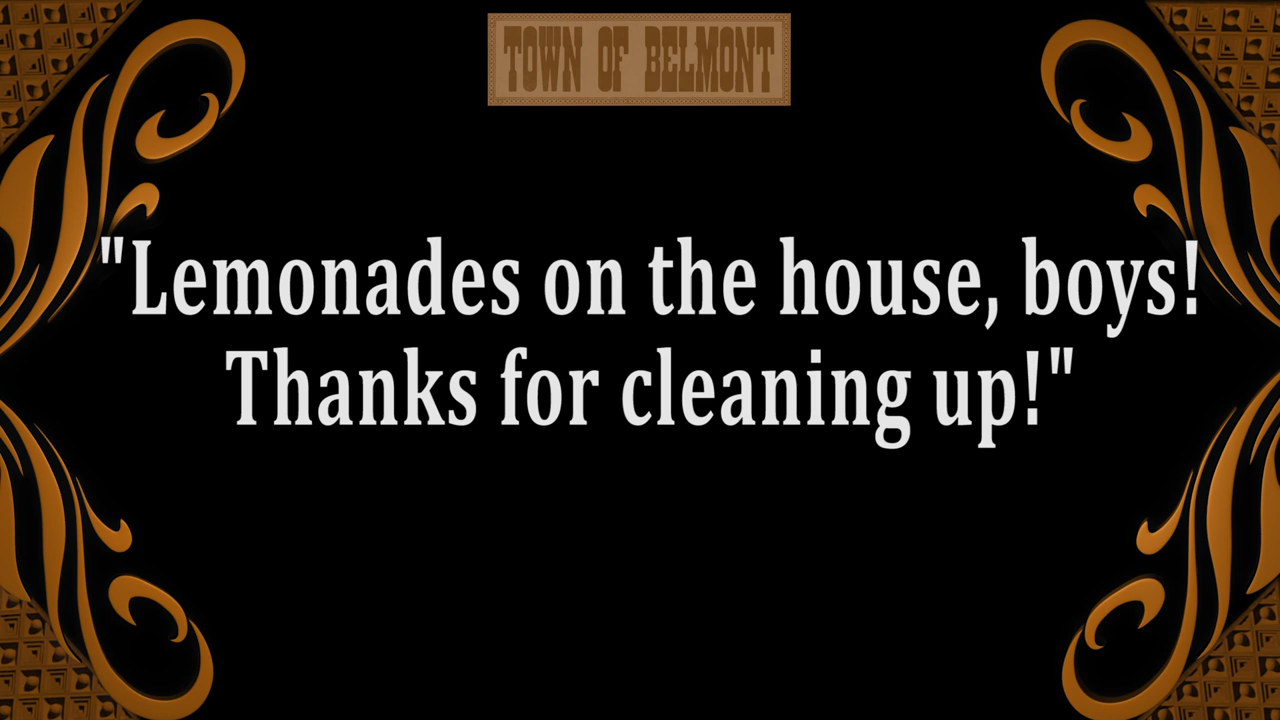 TOWN OF BELMONT
"Lemonades on the house, boys!
Thanks for cleaning up!"